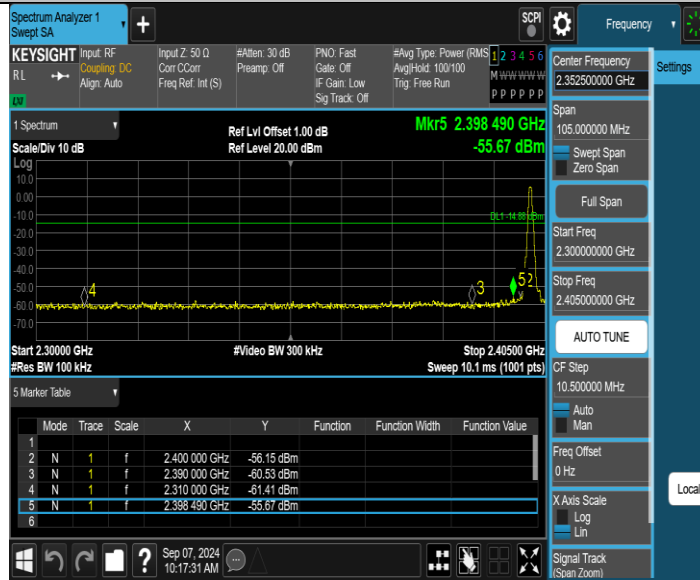 Spectrum Analyzer 1
Swept SA
SCPI
Frequency
KEYSIGHT
RL
LXI
Input: RF
Coupling: DC
Align: Auto
Input Z: 50 Ω
Corr CCorr
Freq Ref: Int (S)
#Atten: 30 dB
Preamp: Off
PNO: Fast
Gate: Off
IF Gain: Low
Sig Track: Off
#Avg Type: Power (RMS
Avg|Hold: 100/100
Trig: Free Run
1 2 3 4 5 6
M W W W W W
P P P P P P
1 Spectrum
Scale/Div 10 dB
Ref Lvl Offset 1.00 dB
Ref Level 20.00 dBm
Mkr5 2.398 490 GHz
-55.67 dBm
Log
10.0
0.00
-10.0
-20.0
-30.0
-40.0
-50.0
-60.0
-70.0
DL1 -14.88 dBm
4
3
5
2
Start 2.30000 GHz
#Video BW 300 kHz
Stop 2.40500 GHz
#Res BW 100 kHz
Sweep 10.1 ms (1001 pts)
5 Marker Table
Mode Trace Scale X Y Function Function Width Function Value
1
2 N 1 f 2.400 000 GHz -56.15 dBm
3 N 1 f 2.390 000 GHz -60.53 dBm
4 N 1 f 2.310 000 GHz -61.41 dBm
5 N 1 f 2.398 490 GHz -55.67 dBm
6
Sep 07, 2024
10:17:31 AM
Center Frequency
2.352500000 GHz
Span
105.000000 MHz
Swept Span
Zero Span
Full Span
Start Freq
2.300000000 GHz
Stop Freq
2.405000000 GHz
AUTO TUNE
CF Step
10.500000 MHz
Auto
Man
Freq Offset
0 Hz
X Axis Scale
Log
Lin
Signal Track
(Span Zoom)
Settings
Local